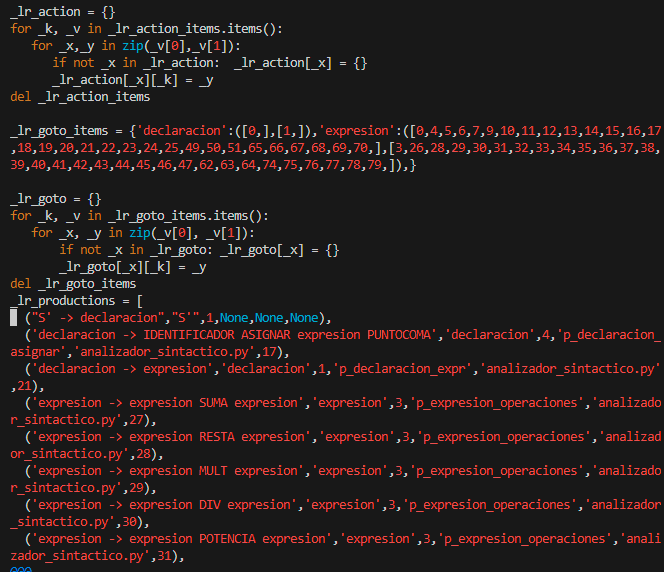 _lr_action = {}
for _k, _v in _lr_action_items.items():
   for _x,_y in zip(_v[0],_v[1]):
      if not _x in _lr_action:  _lr_action[_x] = {}
      _lr_action[_x][_k] = _y
del _lr_action_items

_lr_goto_items = {'declaracion':([0,],[1,]),'expresion':([0,4,5,6,7,9,10,11,12,13,14,15,16,17
,18,19,20,21,22,23,24,25,49,50,51,65,66,67,68,69,70,],[3,26,28,29,30,31,32,33,34,35,36,37,38,
39,40,41,42,43,44,45,46,47,62,63,64,74,75,76,77,78,79,]),}

_lr_goto = {}
for _k, _v in _lr_goto_items.items():
   for _x, _y in zip(_v[0], _v[1]):
       if not _x in _lr_goto: _lr_goto[_x] = {}
       _lr_goto[_x][_k] = _y
del _lr_goto_items
_lr_productions = [
  ("S' -> declaracion","S'",1,None,None,None),
  ('declaracion -> IDENTIFICADOR ASIGNAR expresion PUNTOCOMA','declaracion',4,'p_declaracion_
asignar','analizador_sintactico.py',17),
  ('declaracion -> expresion','declaracion',1,'p_declaracion_expr','analizador_sintactico.py'
,21),
  ('expresion -> expresion SUMA expresion','expresion',3,'p_expresion_operaciones','analizado
r_sintactico.py',27),
  ('expresion -> expresion RESTA expresion','expresion',3,'p_expresion_operaciones','analizad
or_sintactico.py',28),
  ('expresion -> expresion MULT expresion','expresion',3,'p_expresion_operaciones','analizado
r_sintactico.py',29),
  ('expresion -> expresion DIV expresion','expresion',3,'p_expresion_operaciones','analizador
_sintactico.py',30),
  ('expresion -> expresion POTENCIA expresion','expresion',3,'p_expresion_operaciones','anali
zador_sintactico.py',31),
@@@